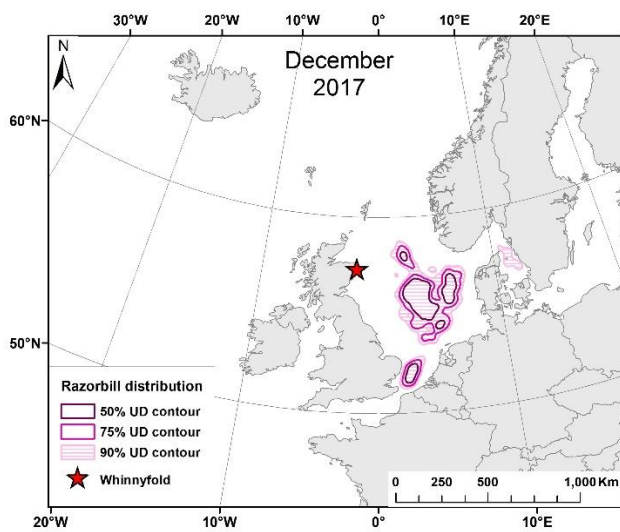 30°W 20°W 10°W 0° 10°E 20°E
N
December
2017
60°N
50°N
Razorbill distribution
50% UD contour
75% UD contour
90% UD contour
Whinnyfold
0 250 500 1,000 Km
20°W 10°W 0° 10°E